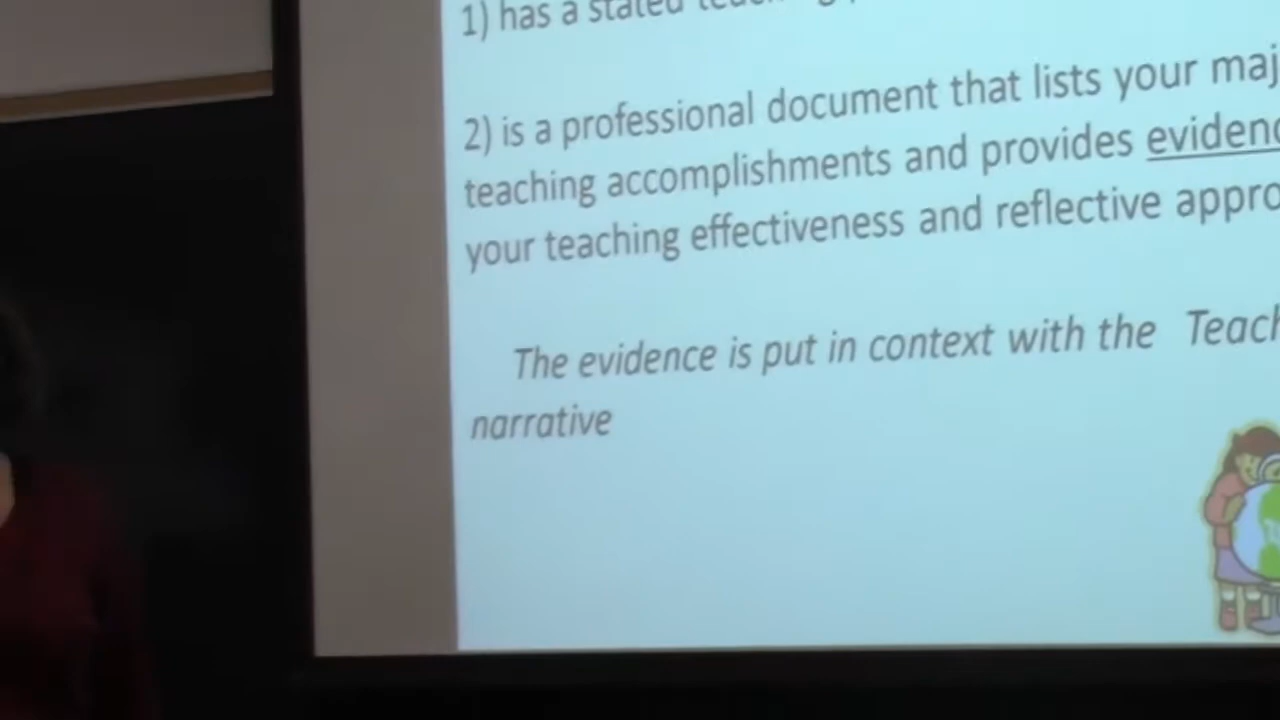 1) has a stated
2) is a professional document that lists your maj
teaching accomplishments and provides evidenc
your teaching effectiveness and reflective appro
The evidence is put in context with the Teach
narrative